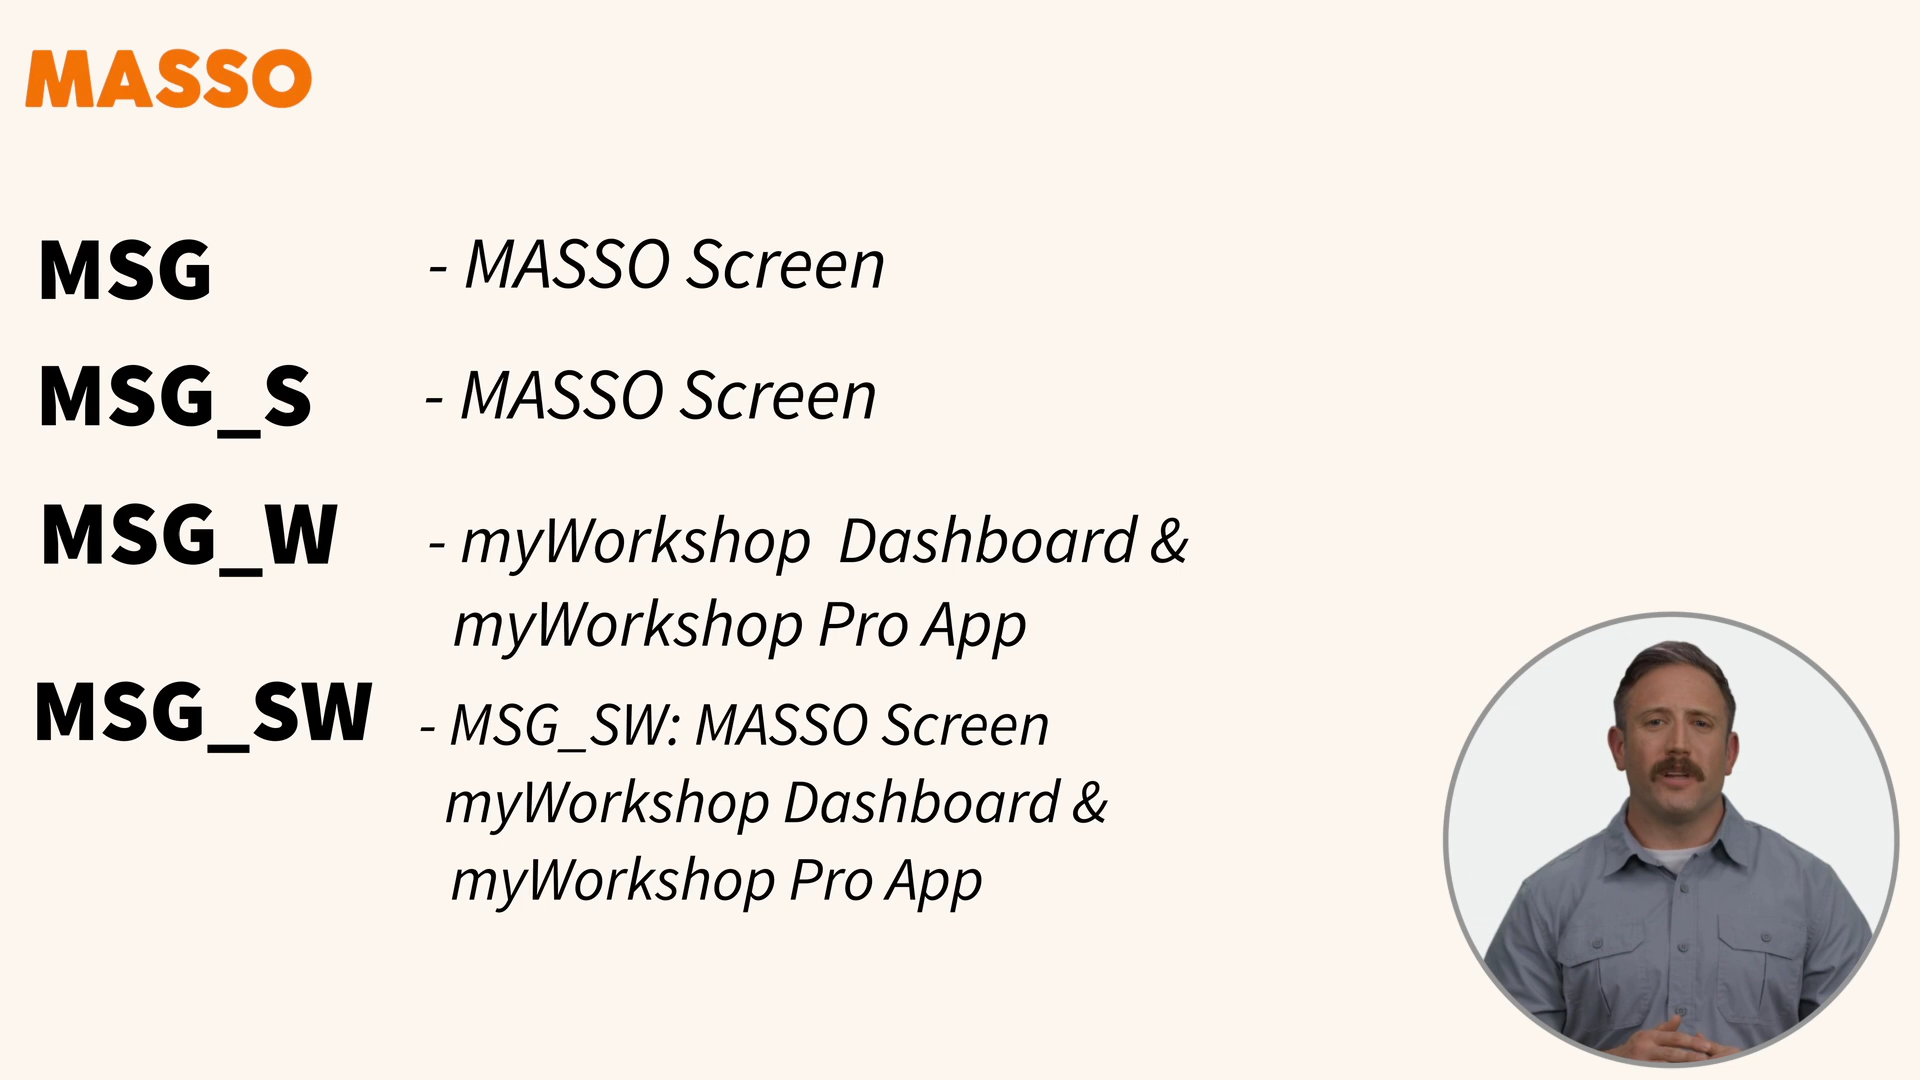 MASSO
MSG - MASSO Screen
MSG_S - MASSO Screen
MSG_W - myWorkshop Dashboard &
myWorkshop Pro App
MSG_SW - MSG_SW: MASSO Screen
myWorkshop Dashboard &
myWorkshop Pro App